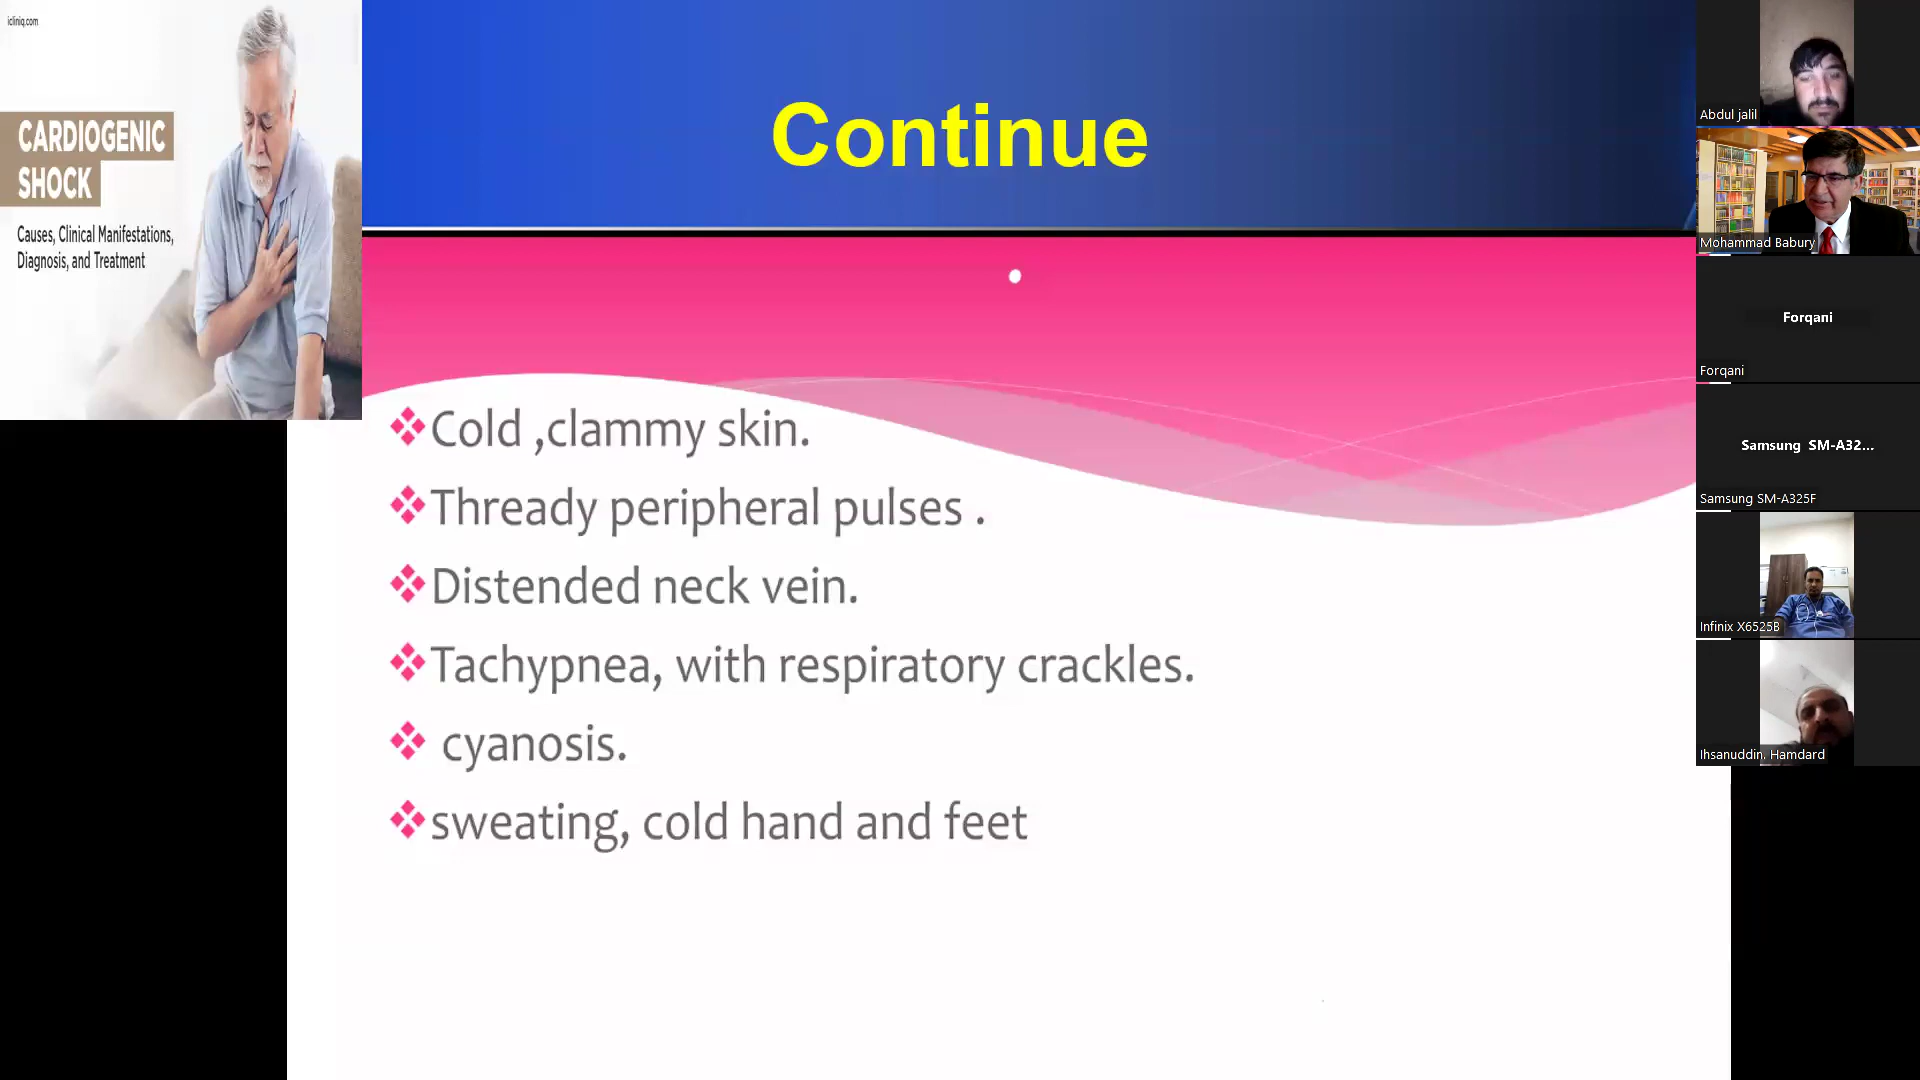 icliniq.com
CARDIOGENIC
SHOCK
Causes, Clinical Manifestations,
Diagnosis, and Treatment
Continue
Cold ,clammy skin.
Thready peripheral pulses .
Distended neck vein.
Tachypnea, with respiratory crackles.
cyanosis.
sweating, cold hand and feet
Abdul jalil
Mohammad Babury
Forqani
Forqani
Samsung SM-A32...
Samsung SM-A325F
Infinix X6525B
Ihsanuddin. Hamdard